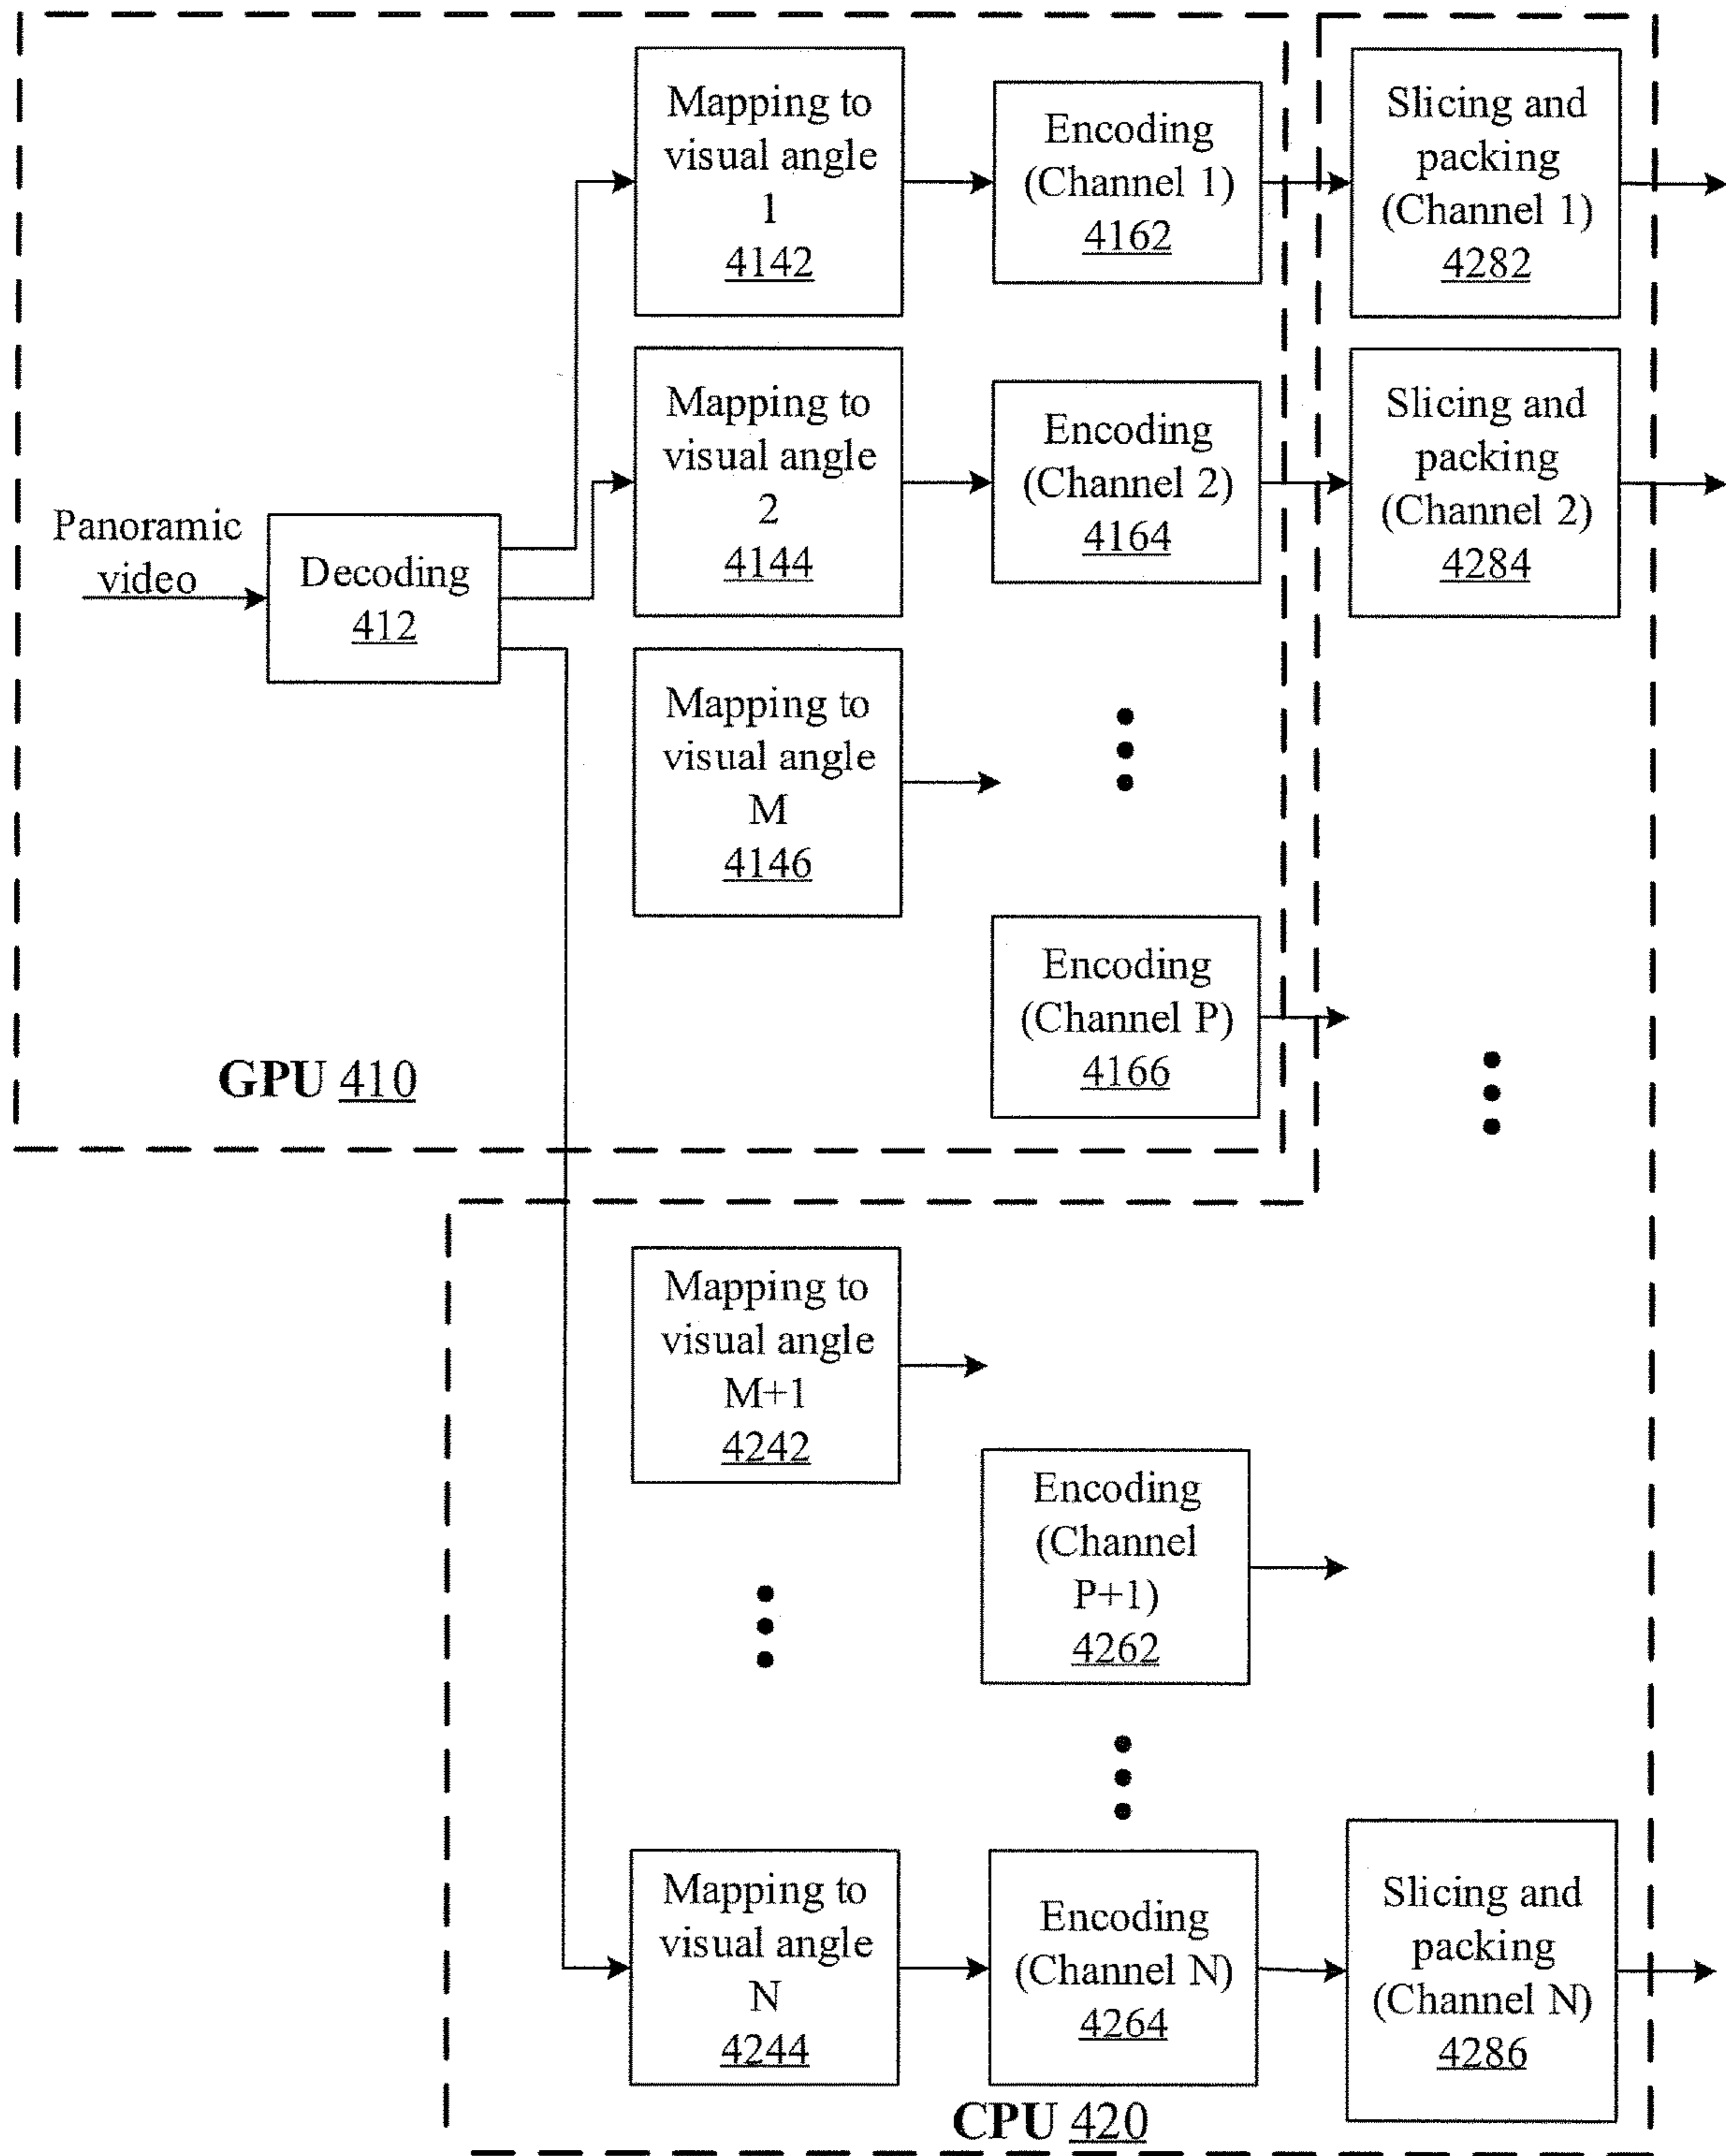 Mapping to
visual angle
1
4142
Encoding
(Channel 1)
4162
Slicing and
packing
(Channel 1)
4282
Mapping to
visual angle
2
4144
Encoding
(Channel 2)
4164
Slicing and
packing
(Channel 2)
4284
Panoramic
video
Decoding
412
Mapping to
visual angle
M
4146
Encoding
(Channel P)
4166
GPU 410
Mapping to
visual angle
M+1
4242
Encoding
(Channel
P+1)
4262
Mapping to
visual angle
N
4244
Encoding
(Channel N)
4264
Slicing and
packing
(Channel N)
4286
CPU 420